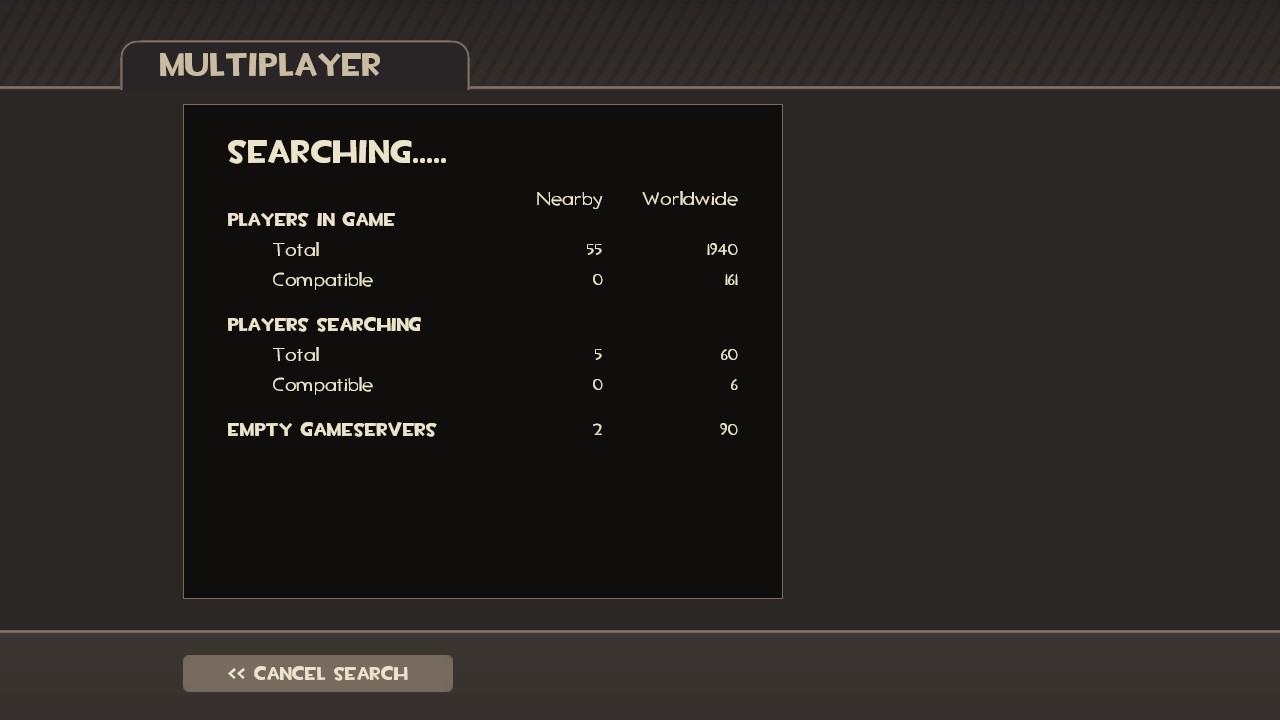 MULTIPLAYER
SEARCHING.....
Nearby Worldwide
PLAYERS IN GAME
Total 55 1940
Compatible 0 161
PLAYERS SEARCHING
Total 5 60
Compatible 0 6
EMPTY GAMESERVERS 2 90
<< CANCEL SEARCH